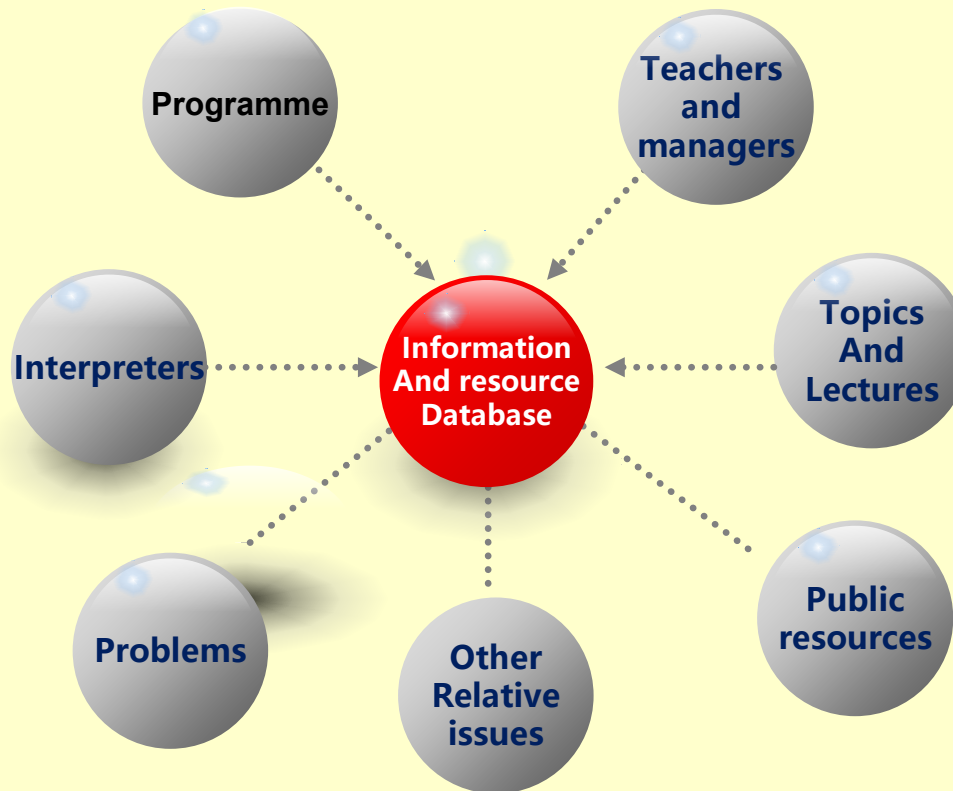 Programme
Teachers
and
managers
Interpreters
Information
And resource
Database
Topics
And
Lectures
Problems
Other
Relative
issues
Public
resources